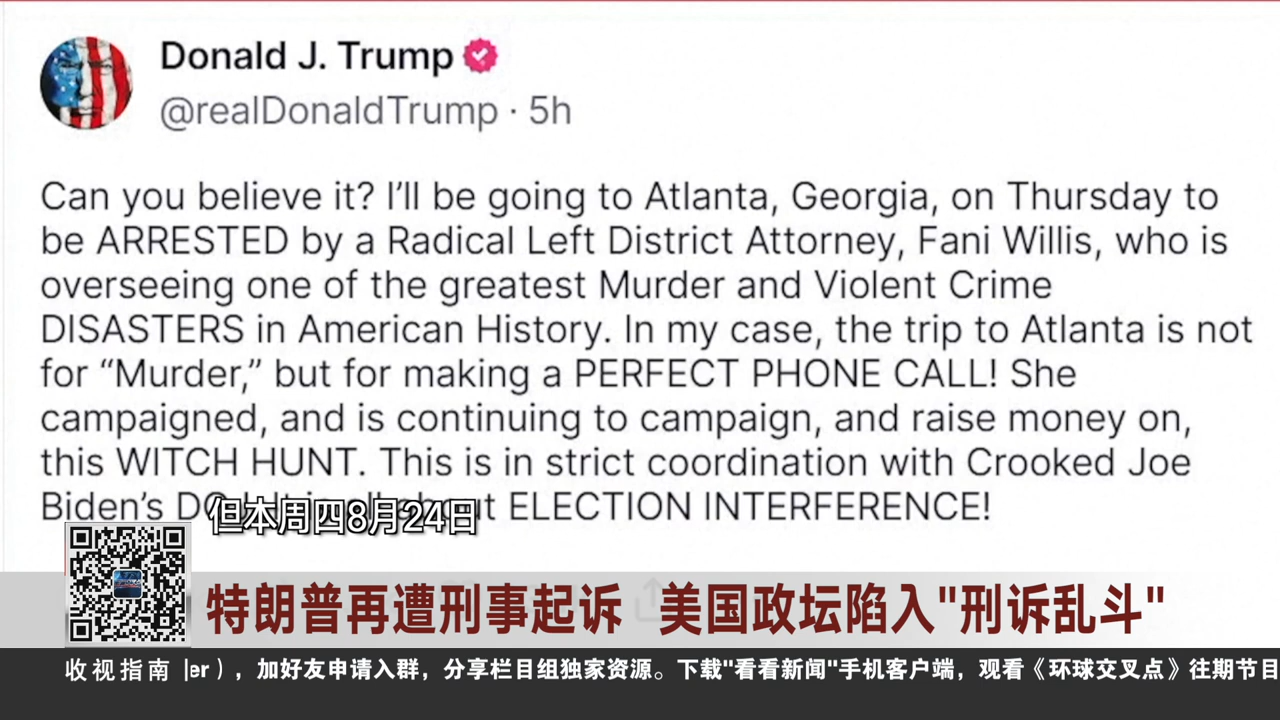 Donald J. Trump
@realDonaldTrump · 5h
Can you believe it? I’ll be going to Atlanta, Georgia, on Thursday to
be ARRESTED by a Radical Left District Attorney, Fani Willis, who is
overseeing one of the greatest Murder and Violent Crime
DISASTERS in American History. In my case, the trip to Atlanta is not
for “Murder,” but for making a PERFECT PHONE CALL! She
campaigned, and is continuing to campaign, and raise money on,
this WITCH HUNT. This is in strict coordination with Crooked Joe
Biden’s ELECTION INTERFERENCE!
但本周四8月24日
特朗普再遭刑事起诉 美国政坛陷入"刑诉乱斗"
收视指南 er），加好友申请入群，分享栏目组独家资源。下载"看看新闻"手机客户端，观看《环球交叉点》往期节目